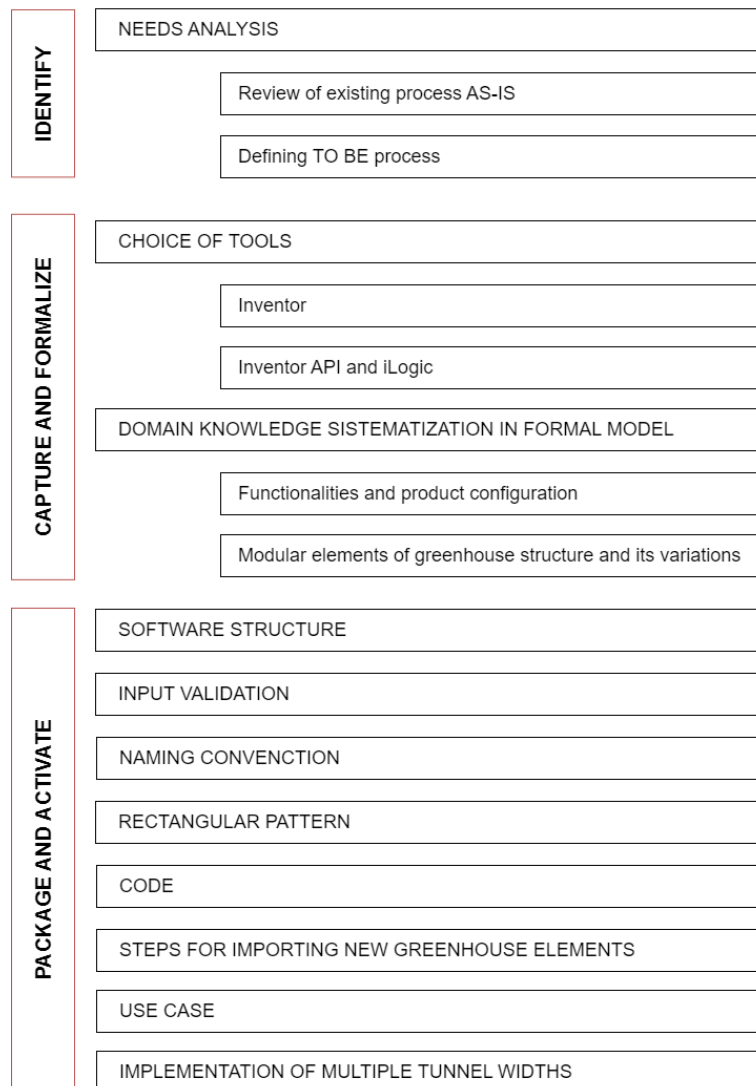 IDENTIFY
NEEDS ANALYSIS
Review of existing process AS-IS
Defining TO BE process
CAPTURE AND FORMALIZE
CHOICE OF TOOLS
Inventor
Inventor API and iLogic
DOMAIN KNOWLEDGE SISTEMATIZATION IN FORMAL MODEL
Functionalities and product configuration
Modular elements of greenhouse structure and its variations
PACKAGE AND ACTIVATE
SOFTWARE STRUCTURE
INPUT VALIDATION
NAMING CONVENCTION
RECTANGULAR PATTERN
CODE
STEPS FOR IMPORTING NEW GREENHOUSE ELEMENTS
USE CASE
IMPLEMENTATION OF MULTIPLE TUNNEL WIDTHS